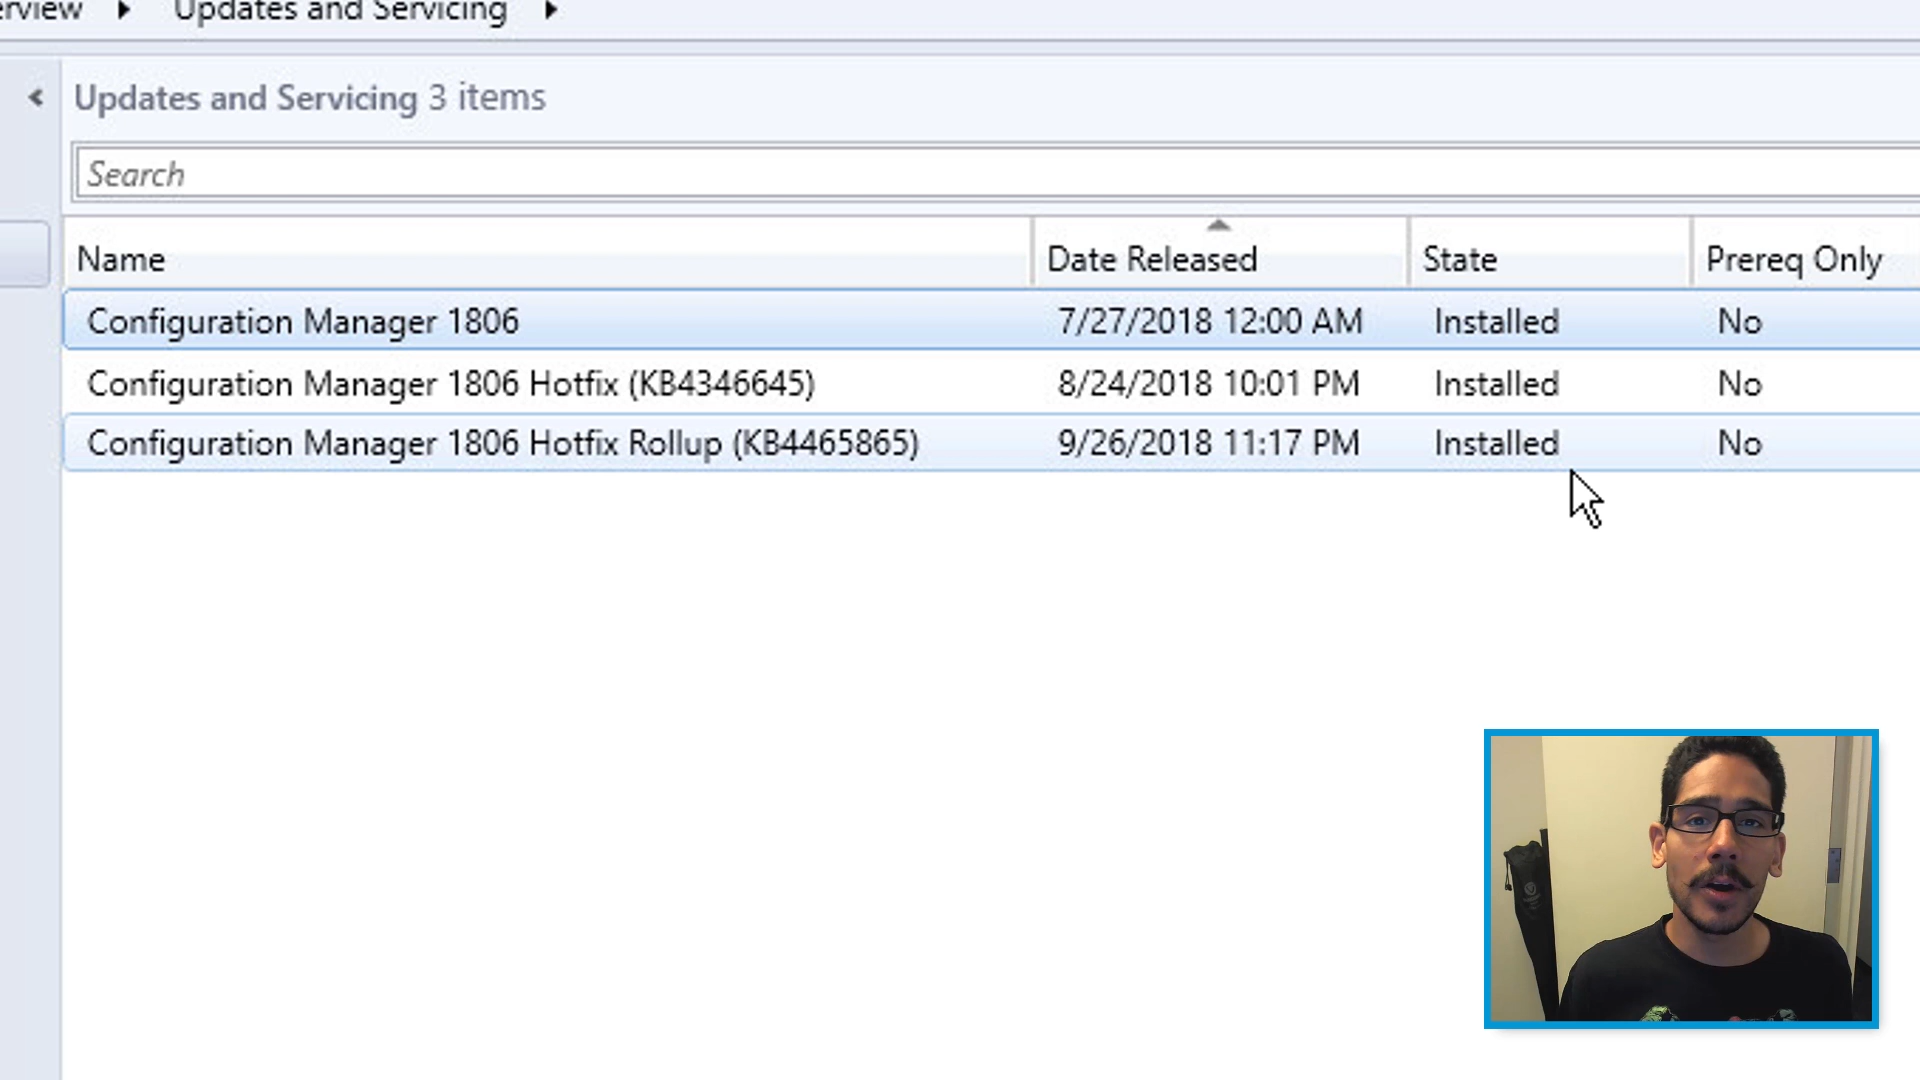 Updates and Servicing
Updates and Servicing 3 items
Search
Name Date Released State Prereq Only
Configuration Manager 1806 7/27/2018 12:00 AM Installed No
Configuration Manager 1806 Hotfix (KB4346645) 8/24/2018 10:01 PM Installed No
Configuration Manager 1806 Hotfix Rollup (KB4465865) 9/26/2018 11:17 PM Installed No